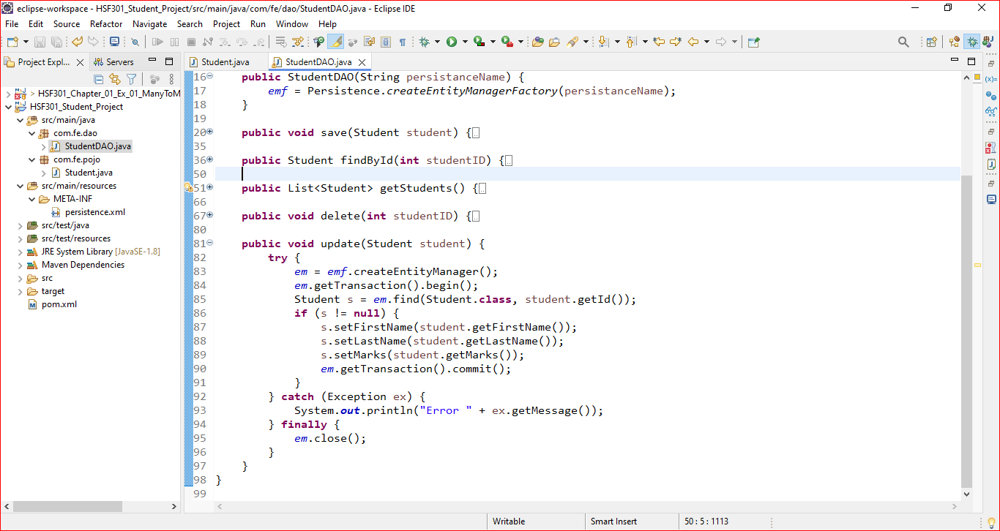 eclipse-workspace - HSF301_Student_Project/src/main/java/com/fe/dao/StudentDAO.java - Eclipse IDE
File Edit Source Refactor Navigate Search Project Run Window Help
Project Expl... Servers
Student.java StudentDAO.java
> HSF301_Chapter_01_Ex_01_ManyToM
HSF301_Student_Project
src/main/java
com.fe.dao
StudentDAO.java
com.fe.pojo
Student.java
src/main/resources
META-INF
persistence.xml
src/test/java
src/test/resources
JRE System Library [JavaSE-1.8]
Maven Dependencies
src
target
pom.xml
16 public StudentDAO(String persistanceName) {
17 emf = Persistence.createEntityManagerFactory(persistanceName);
18 }
19
20 public void save(Student student) {
35
36 public Student findById(int studentID) {
50
51 public List<Student> getStudents() {
66
67 public void delete(int studentID) {
80
81 public void update(Student student) {
82 try {
83 em = emf.createEntityManager();
84 em.getTransaction().begin();
85 Student s = em.find(Student.class, student.getId());
86 if (s != null) {
87 s.setFirstName(student.getFirstName());
88 s.setLastName(student.getLastName());
89 s.setMarks(student.getMarks());
90 em.getTransaction().commit();
91 }
92 } catch (Exception ex) {
93 System.out.println("Error " + ex.getMessage());
94 } finally {
95 em.close();
96 }
97 }
98 }
99
Writable Smart Insert 50 : 5 : 1113